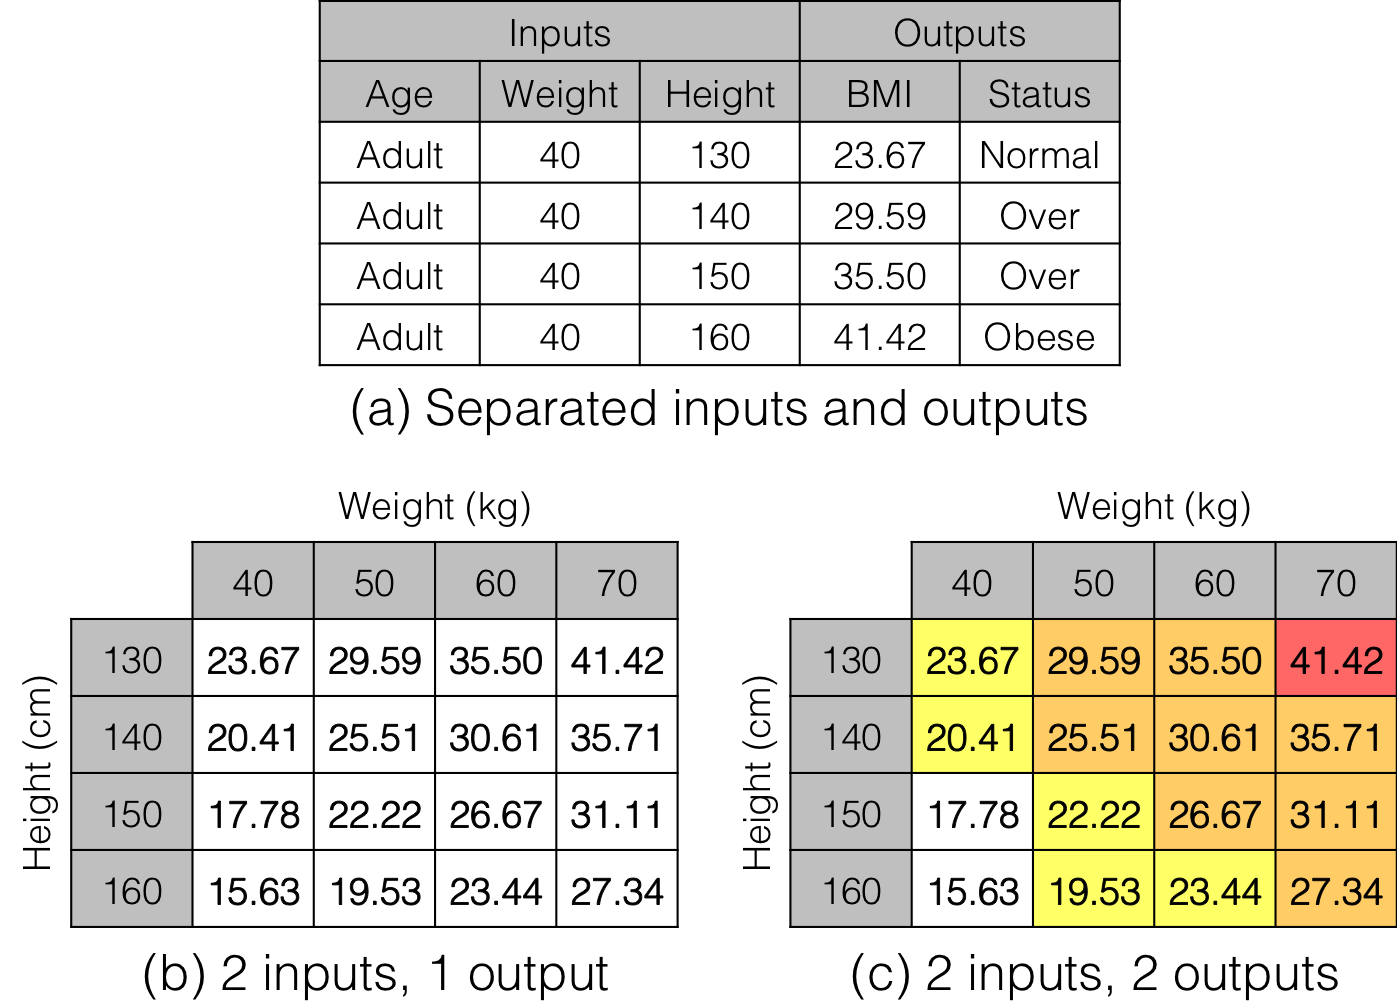 Inputs Outputs
Age Weight Height BMI Status
Adult 40 130 23.67 Normal
Adult 40 140 29.59 Over
Adult 40 150 35.50 Over
Adult 40 160 41.42 Obese
(a) Separated inputs and outputs
Weight (kg)
40 50 60 70
Height (cm)
130 23.67 29.59 35.50 41.42
140 20.41 25.51 30.61 35.71
150 17.78 22.22 26.67 31.11
160 15.63 19.53 23.44 27.34
(b) 2 inputs, 1 output
Weight (kg)
40 50 60 70
Height (cm)
130 23.67 29.59 35.50 41.42
140 20.41 25.51 30.61 35.71
150 17.78 22.22 26.67 31.11
160 15.63 19.53 23.44 27.34
(c) 2 inputs, 2 outputs